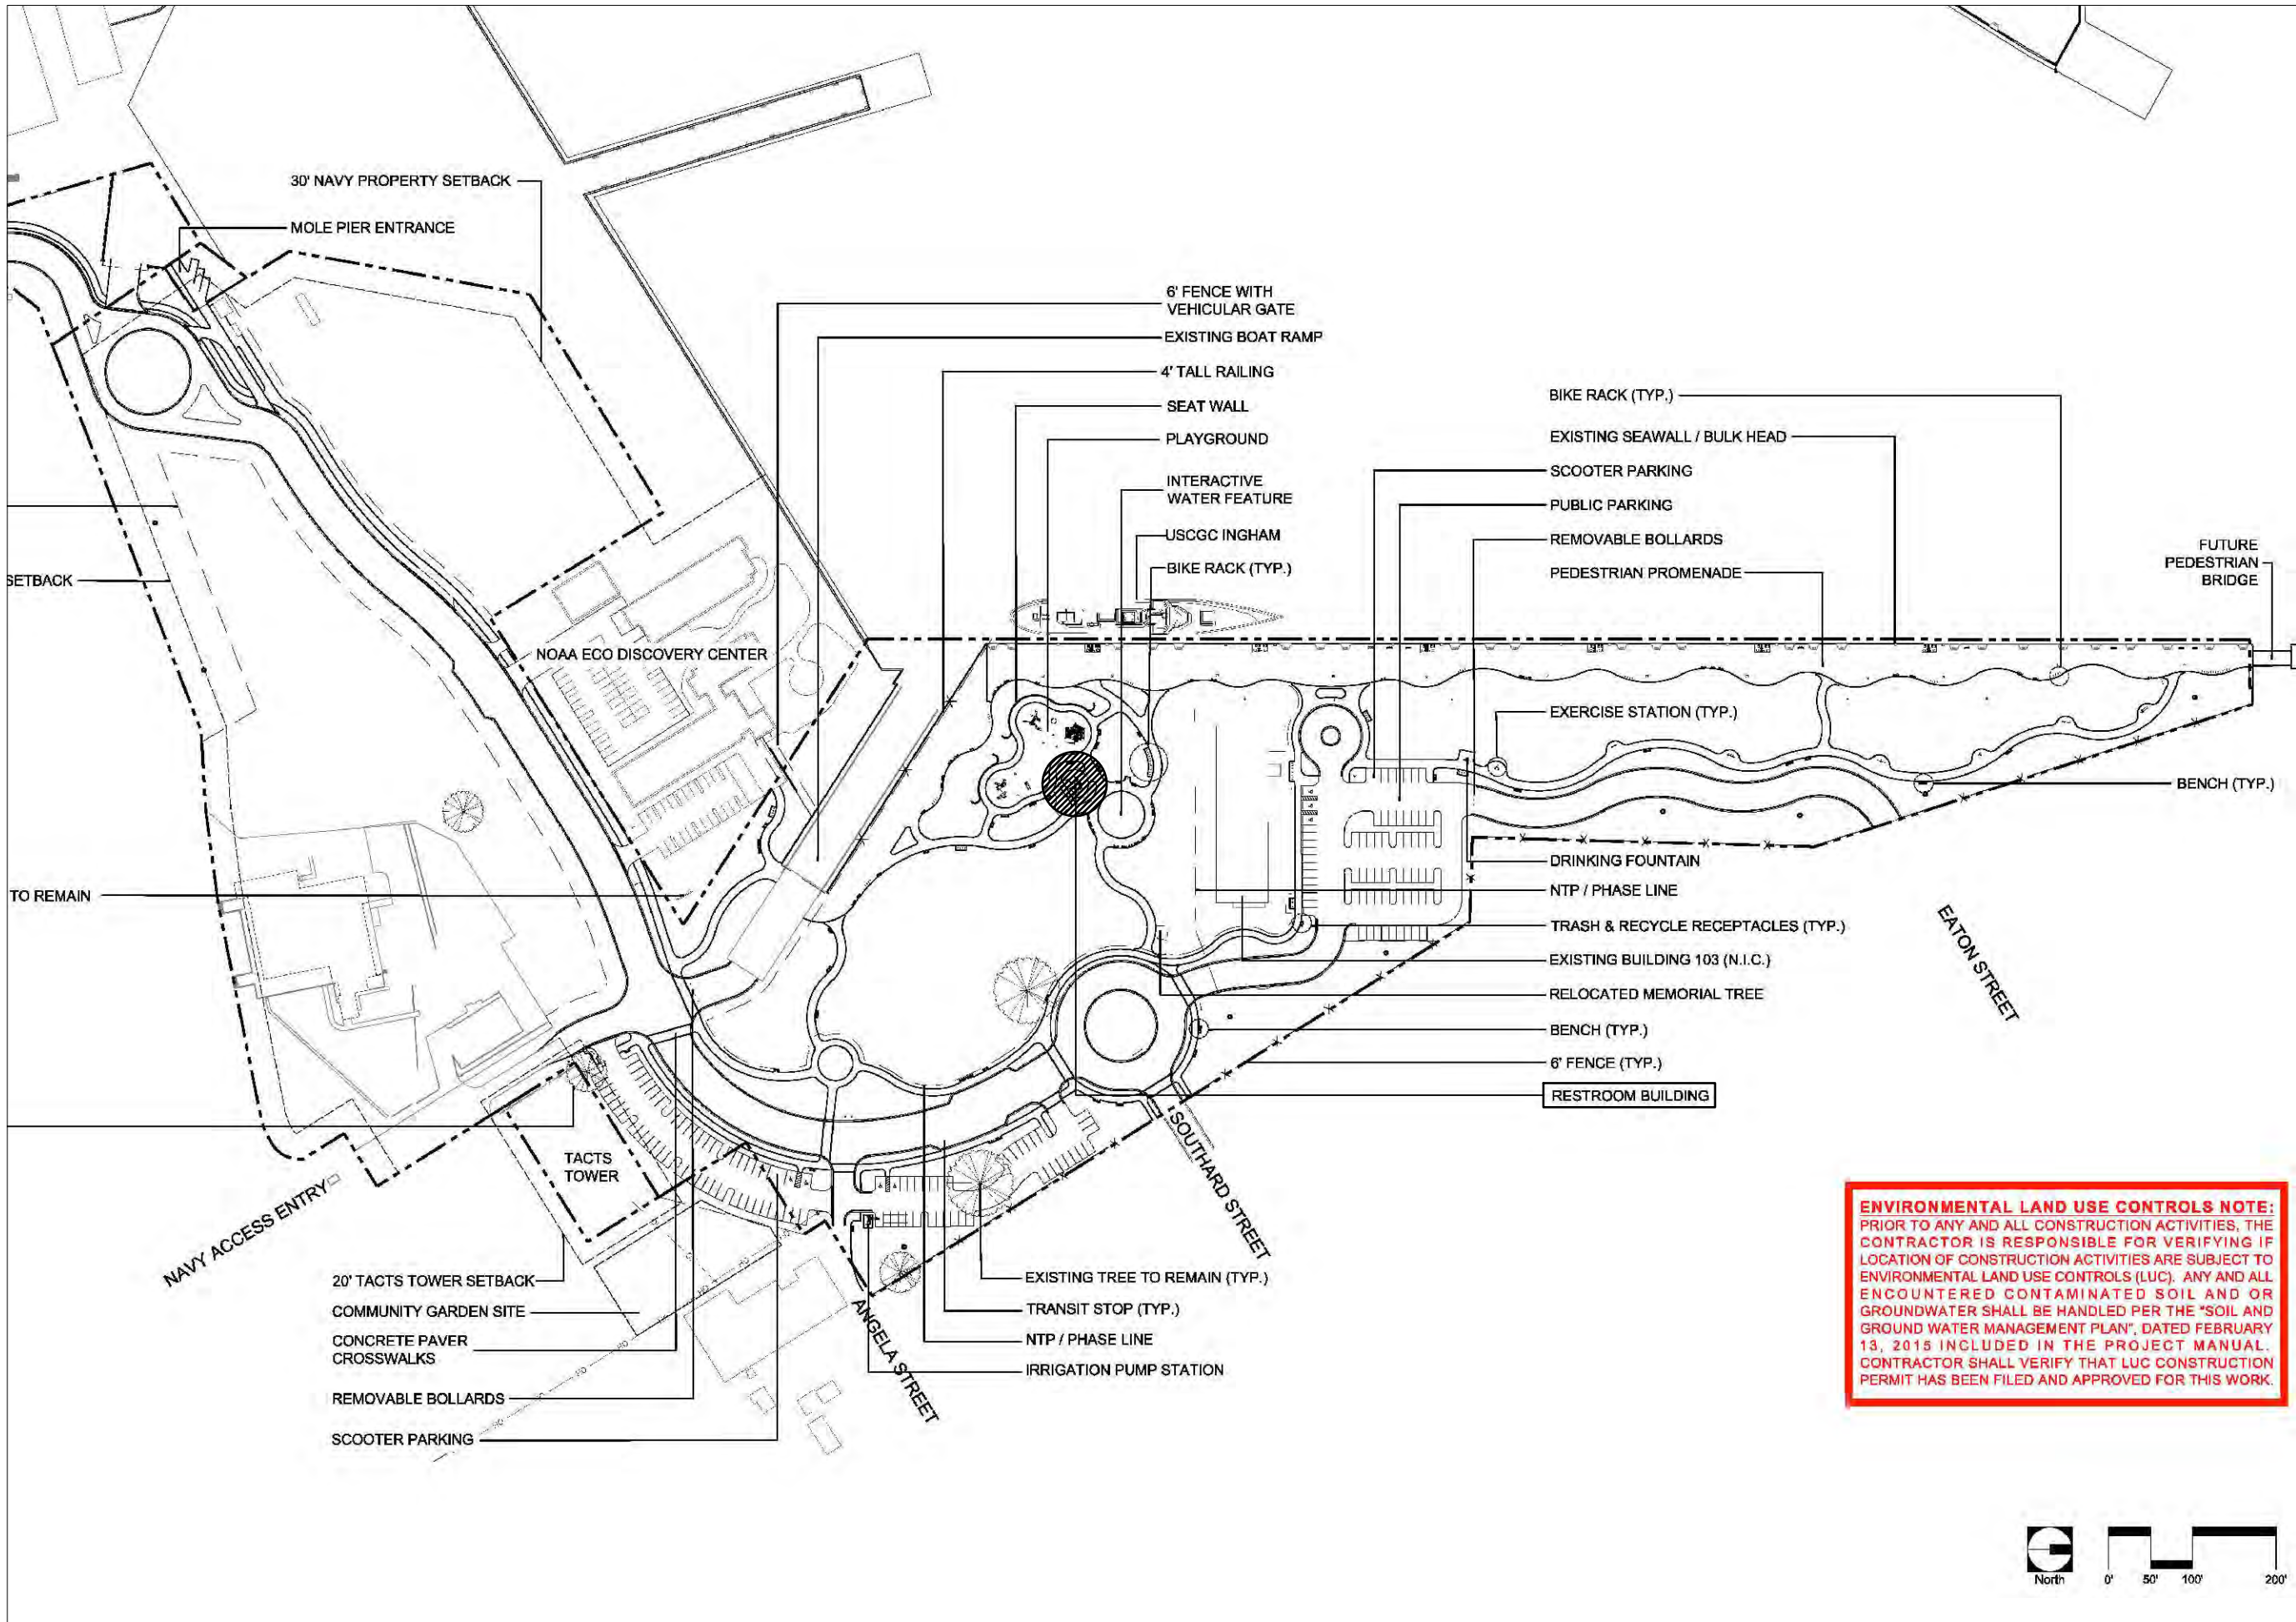 30' NAVY PROPERTY SETBACK
MOLE PIER ENTRANCE
6' FENCE WITH
VEHICULAR GATE
EXISTING BOAT RAMP
4' TALL RAILING
SEAT WALL
PLAYGROUND
INTERACTIVE
WATER FEATURE
USCGC INGHAM
BIKE RACK (TYP.)
BIKE RACK (TYP.)
EXISTING SEAWALL / BULK HEAD
SCOOTER PARKING
PUBLIC PARKING
REMOVABLE BOLLARDS
PEDESTRIAN PROMENADE
FUTURE
PEDESTRIAN
BRIDGE
SETBACK
NOAA ECO DISCOVERY CENTER
EXERCISE STATION (TYP.)
BENCH (TYP.)
TO REMAIN
DRINKING FOUNTAIN
NTP / PHASE LINE
TRASH & RECYCLE RECEPTACLES (TYP.)
EXISTING BUILDING 103 (N.I.C.)
RELOCATED MEMORIAL TREE
BENCH (TYP.)
6' FENCE (TYP.)
RESTROOM BUILDING
EATON STREET
TACTS
TOWER
SOUTHARD STREET
NAVY ACCESS ENTRY
ANGELA STREET
20' TACTS TOWER SETBACK
COMMUNITY GARDEN SITE
CONCRETE PAVER
CROSSWALKS
REMOVABLE BOLLARDS
SCOOTER PARKING
EXISTING TREE TO REMAIN (TYP.)
TRANSIT STOP (TYP.)
NTP / PHASE LINE
IRRIGATION PUMP STATION
ENVIRONMENTAL LAND USE CONTROLS NOTE:
PRIOR TO ANY AND ALL CONSTRUCTION ACTIVITIES, THE
CONTRACTOR IS RESPONSIBLE FOR VERIFYING IF
LOCATION OF CONSTRUCTION ACTIVITIES ARE SUBJECT TO
ENVIRONMENTAL LAND USE CONTROLS (LUC). ANY AND ALL
ENCOUNTERED CONTAMINATED SOIL AND OR
GROUNDWATER SHALL BE HANDLED PER THE "SOIL AND
GROUND WATER MANAGEMENT PLAN", DATED FEBRUARY
13, 2015 INCLUDED IN THE PROJECT MANUAL.
CONTRACTOR SHALL VERIFY THAT LUC CONSTRUCTION
PERMIT HAS BEEN FILED AND APPROVED FOR THIS WORK.
North
0' 50' 100' 200'